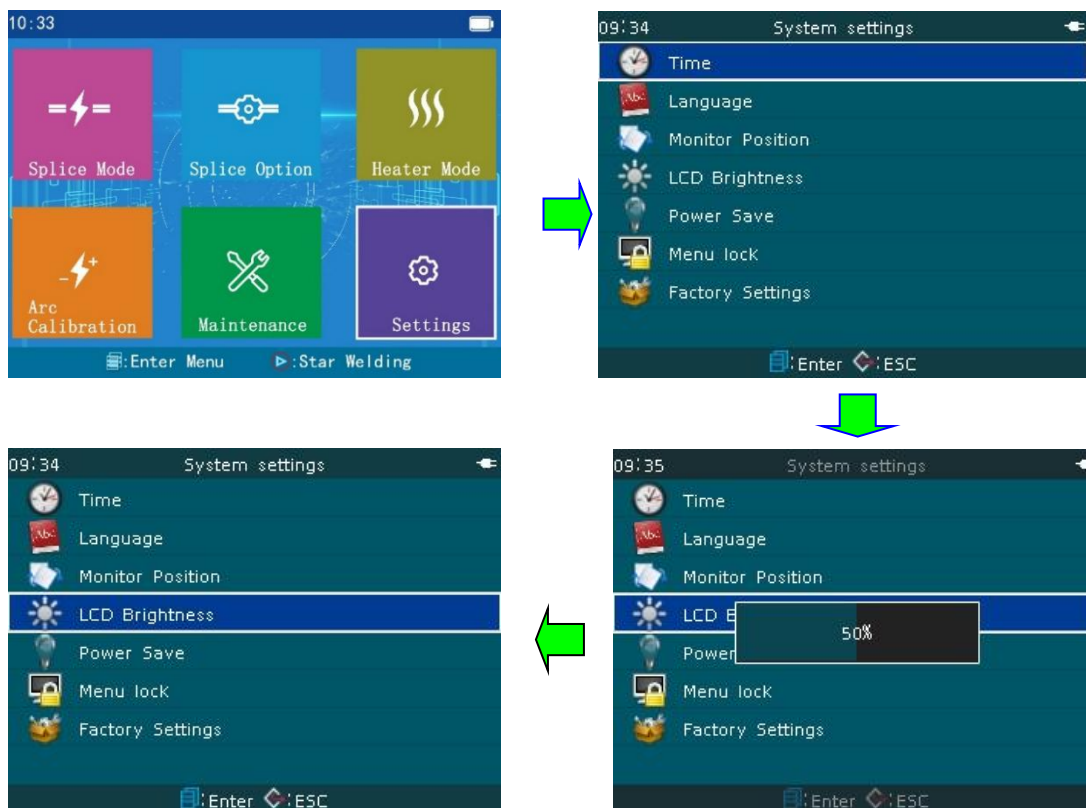 10:33
Splice Mode
Splice Option
Heater Mode
Arc
Calibration
Maintenance
Settings
:Enter Menu :Star Welding
09:34 System settings
Time
Abc Language
Monitor Position
LCD Brightness
Power Save
Menu lock
Factory Settings
:Enter :ESC
09:34 System settings
Time
Abc Language
Monitor Position
LCD Brightness
Power Save
Menu lock
Factory Settings
:Enter :ESC
09:35 System settings
Time
Abc Language
Monitor Position
LCD B
50%
Power
Menu lock
Factory Settings
:Enter :ESC